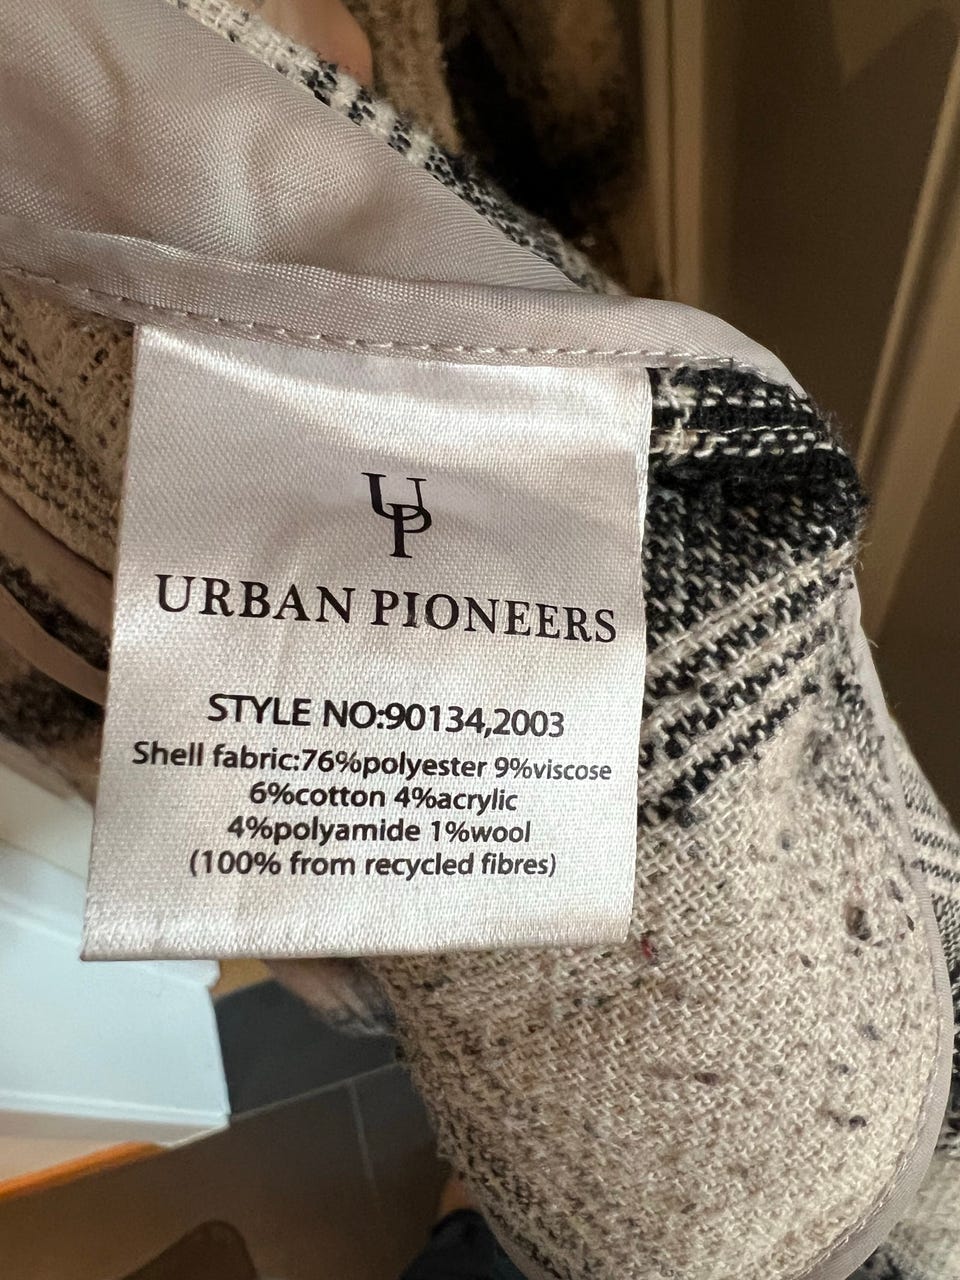 UP
URBAN PIONEERS
STYLE NO:90134,2003
Shell fabric:76%polyester 9%viscose
6%cotton 4%acrylic
4%polyamide 1%wool
(100% from recycled fibres)